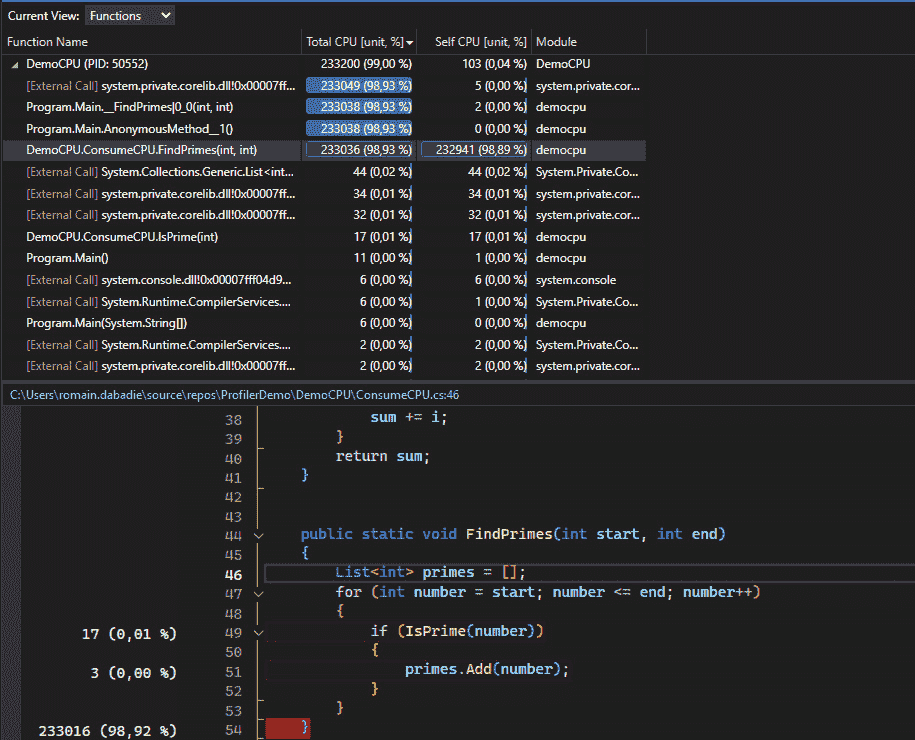 Current View: Functions
Function Name Total CPU [unit, %] Self CPU [unit, %] Module
DemoCPU (PID: 50552) 233200 (99,00 %) 103 (0,04 %) DemoCPU
[External Call] system.private.corelib.dll!0x00007ff... 233049 (98,93 %) 5 (0,00 %) system.private.cor...
Program.Main.__FindPrimes|0_0(int, int) 233038 (98,93 %) 2 (0,00 %) democpu
Program.Main.AnonymousMethod__1() 233038 (98,93 %) 0 (0,00 %) democpu
DemoCPU.ConsumeCPU.FindPrimes(int, int) 233036 (98,93 %) 232941 (98,89 %) democpu
[External Call] System.Collections.Generic.List<int... 44 (0,02 %) 44 (0,02 %) System.Private.Co...
[External Call] system.private.corelib.dll!0x00007ff... 34 (0,01 %) 34 (0,01 %) system.private.cor...
[External Call] system.private.corelib.dll!0x00007ff... 32 (0,01 %) 32 (0,01 %) system.private.cor...
DemoCPU.ConsumeCPU.IsPrime(int) 17 (0,01 %) 17 (0,01 %) democpu
Program.Main() 11 (0,00 %) 1 (0,00 %) democpu
[External Call] system.console.dll!0x00007fff04d9... 6 (0,00 %) 6 (0,00 %) system.console
[External Call] System.Runtime.CompilerServices.... 6 (0,00 %) 1 (0,00 %) System.Private.Co...
Program.Main(System.String[]) 6 (0,00 %) 0 (0,00 %) democpu
[External Call] System.Runtime.CompilerServices.... 2 (0,00 %) 2 (0,00 %) System.Private.Co...
[External Call] system.private.corelib.dll!0x00007ff... 2 (0,00 %) 2 (0,00 %) system.private.cor...
C:\Users\romain.dabadie\source\repos\ProfilerDemo\DemoCPU\ConsumeCPU.cs:46
38 sum += i;
39 }
40 return sum;
41 }
42
43
44 public static void FindPrimes(int start, int end)
45 {
46 List<int> primes = [];
47 for (int number = start; number <= end; number++)
48 {
17 (0,01 %) 49 if (IsPrime(number))
50 {
3 (0,00 %) 51 primes.Add(number);
52 }
53 }
233016 (98,92 %) 54 }